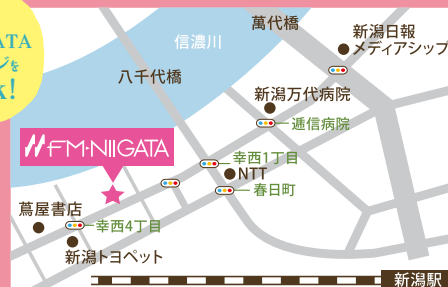 ATA
ンを
k!
信濃川
萬代橋
八千代橋
新潟日報
メディアシップ
新潟万代病院
逓信病院
FM-NIIGATA
幸西1丁目
NTT
春日町
蔦屋書店
幸西4丁目
新潟トヨペット
新潟駅